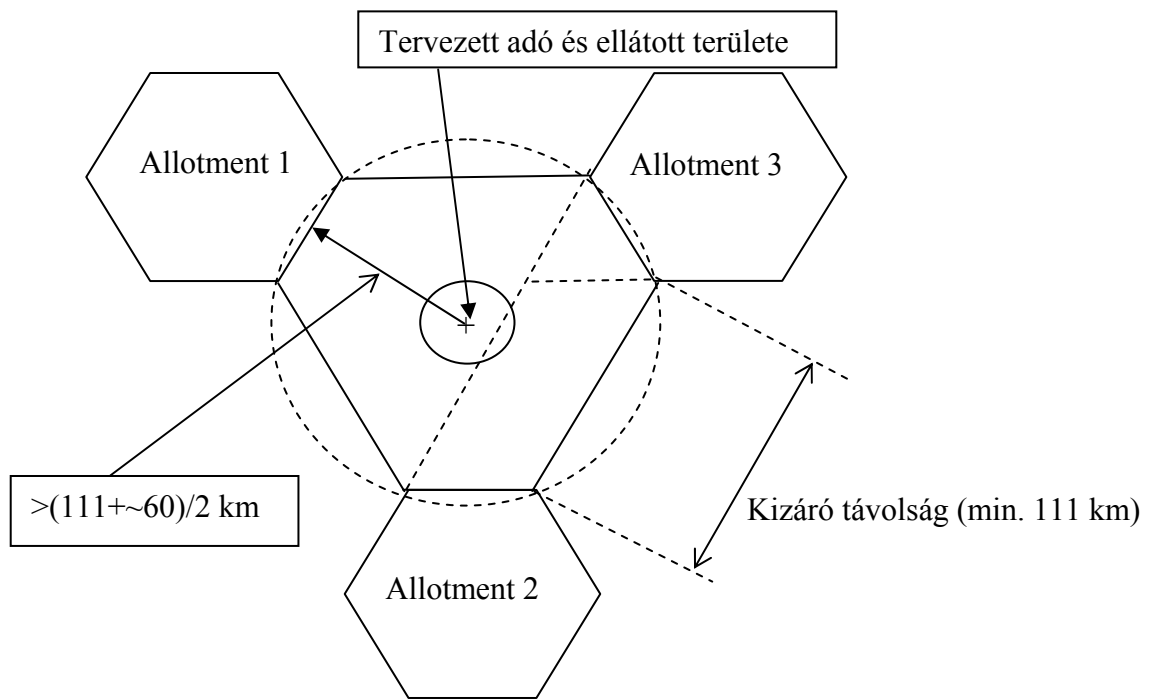 Tervezett adó és ellátott területe
Allotment 1
Allotment 3
>(111+~60)/2 km
Kizáró távolság (min. 111 km)
Allotment 2